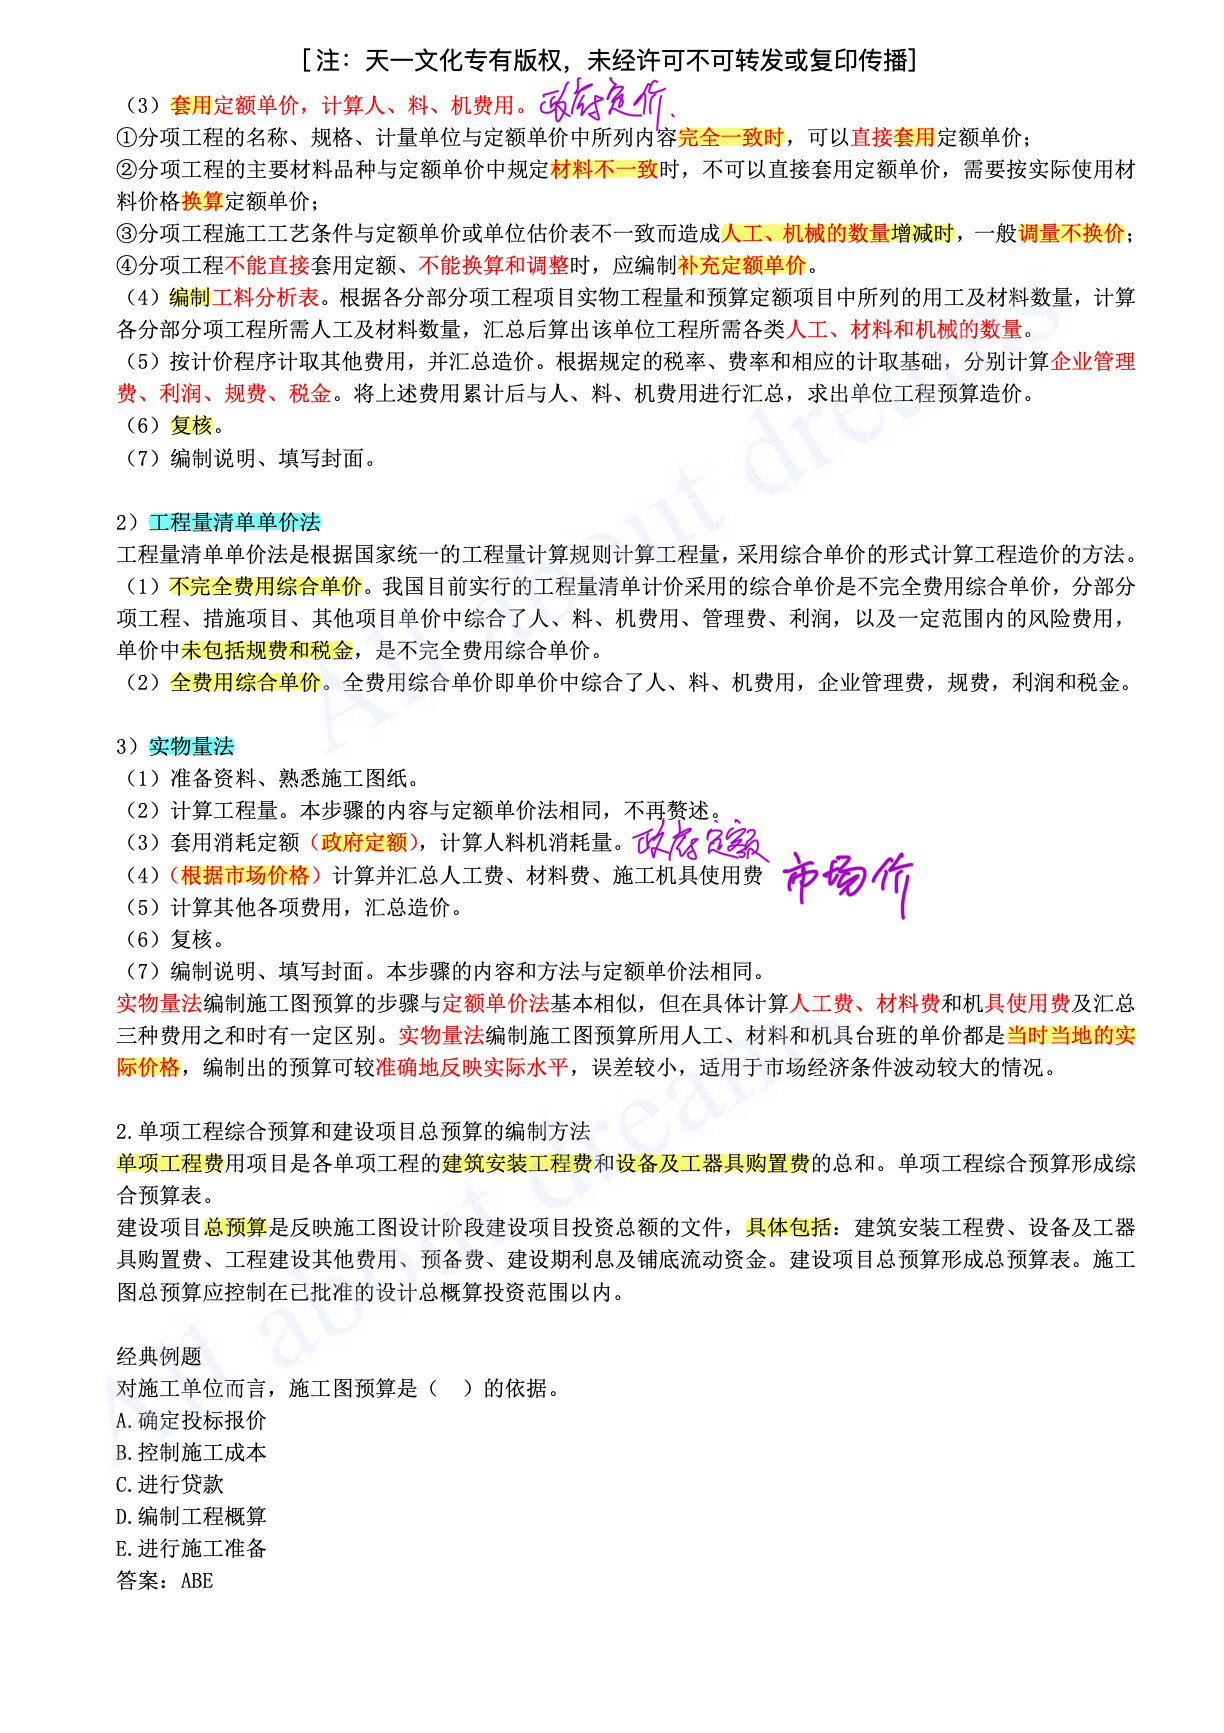 [注：天一文化专有版权，未经许可不可转发或复印传播]
（3）套用定额单价，计算人、料、机费用。政府定价.
①分项工程的名称、规格、计量单位与定额单价中所列内容完全一致时，可以直接套用定额单价；
②分项工程的主要材料品种与定额单价中规定材料不一致时，不可以直接套用定额单价，需要按实际使用材
料价格换算定额单价；
③分项工程施工工艺条件与定额单价或单位估价表不一致而造成人工、机械的数量增减时，一般调量不换价；
④分项工程不能直接套用定额、不能换算和调整时，应编制补充定额单价。
（4）编制工料分析表。根据各分部分项工程项目实物工程量和预算定额项目中所列的用工及材料数量，计算
各分部分项工程所需人工及材料数量，汇总后算出该单位工程所需各类人工、材料和机械的数量。
（5）按计价程序计取其他费用，并汇总造价。根据规定的税率、费率和相应的计取基础，分别计算企业管理
费、利润、规费、税金。将上述费用累计后与人、料、机费用进行汇总，求出单位工程预算造价。
（6）复核。
（7）编制说明、填写封面。
2）工程量清单单价法
工程量清单单价法是根据国家统一的工程量计算规则计算工程量，采用综合单价的形式计算工程造价的方法。
（1）不完全费用综合单价。我国目前实行的工程量清单计价采用的综合单价是不完全费用综合单价，分部分
项工程、措施项目、其他项目单价中综合了人、料、机费用、管理费、利润，以及一定范围内的风险费用，
单价中未包括规费和税金，是不完全费用综合单价。
（2）全费用综合单价。全费用综合单价即单价中综合了人、料、机费用，企业管理费，规费，利润和税金。
3）实物量法
（1）准备资料、熟悉施工图纸。
（2）计算工程量。本步骤的内容与定额单价法相同，不再赘述。
（3）套用消耗定额（政府定额），计算人料机消耗量。政府定额
（4）（根据市场价格）计算并汇总人工费、材料费、施工机具使用费 市场价
（5）计算其他各项费用，汇总造价。
（6）复核。
（7）编制说明、填写封面。本步骤的内容和方法与定额单价法相同。
实物量法编制施工图预算的步骤与定额单价法基本相似，但在具体计算人工费、材料费和机具使用费及汇总
三种费用之和时有一定区别。实物量法编制施工图预算所用人工、材料和机具台班的单价都是当时当地的实
际价格，编制出的预算可较准确地反映实际水平，误差较小，适用于市场经济条件波动较大的情况。
2.单项工程综合预算和建设项目总预算的编制方法
单项工程费用项目是各单项工程的建筑安装工程费和设备及工器具购置费的总和。单项工程综合预算形成综
合预算表。
建设项目总预算是反映施工图设计阶段建设项目投资总额的文件，具体包括：建筑安装工程费、设备及工器
具购置费、工程建设其他费用、预备费、建设期利息及铺底流动资金。建设项目总预算形成总预算表。施工
图总预算应控制在已批准的设计总概算投资范围以内。
经典例题
对施工单位而言，施工图预算是（　）的依据。
A.确定投标报价
B.控制施工成本
C.进行贷款
D.编制工程概算
E.进行施工准备
答案：ABE
All about dreams
All about dreams